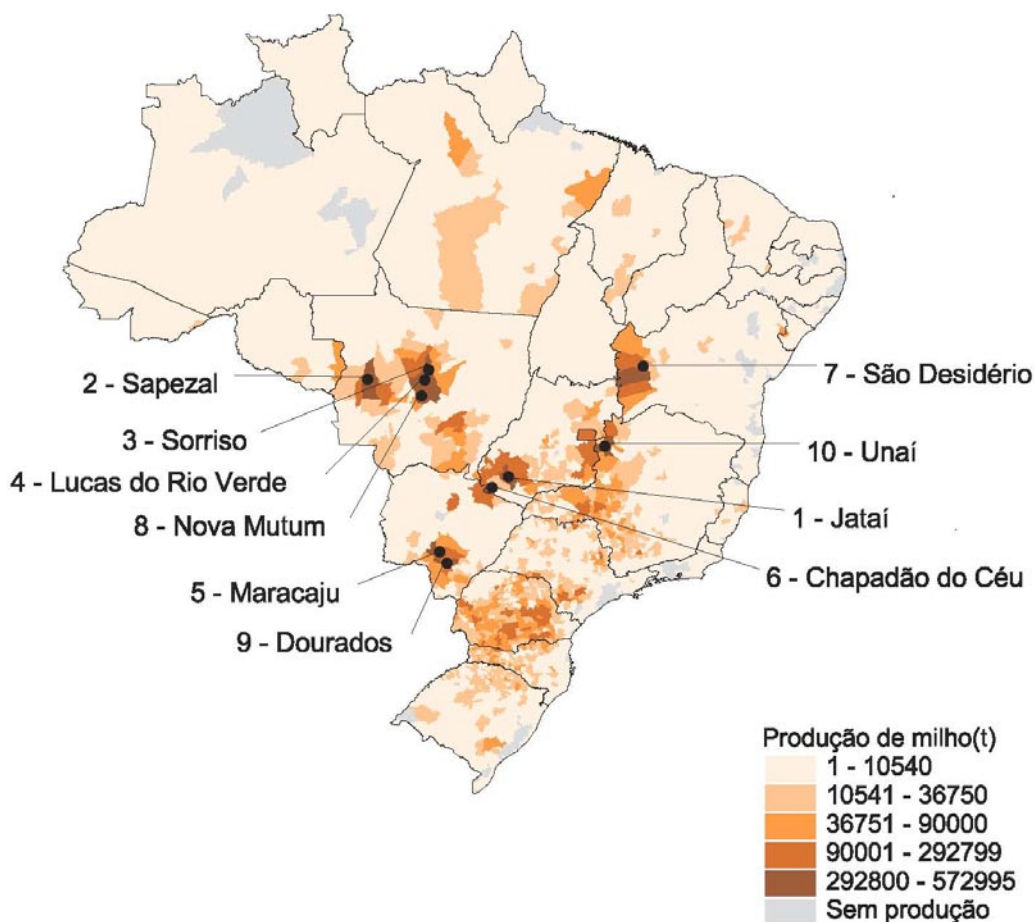 2 - Sapezal
3 - Sorriso
4 - Lucas do Rio Verde
8 - Nova Mutum
5 - Maracaju
9 - Dourados
7 - São Desidério
10 - Unaí
1 - Jataí
6 - Chapadão do Céu
Produção de milho(t)
1 - 10540
10541 - 36750
36751 - 90000
90001 - 292799
292800 - 572995
Sem produção